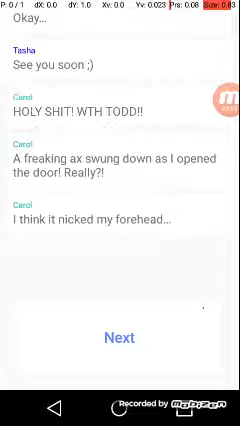 P: 0 / 1 dX: 0.0 dY: 1.0 Xv: 0.0 Yv: 0.023 Prs: 0.08 Size: 0.03
Okay...
Tasha
See you soon ;)
Carol
HOLY SHIT! WTH TODD!!
Carol
A freaking ax swung down as I opened
the door! Really?!
Carol
I think it nicked my forehead...
Next
Recorded by mobizen